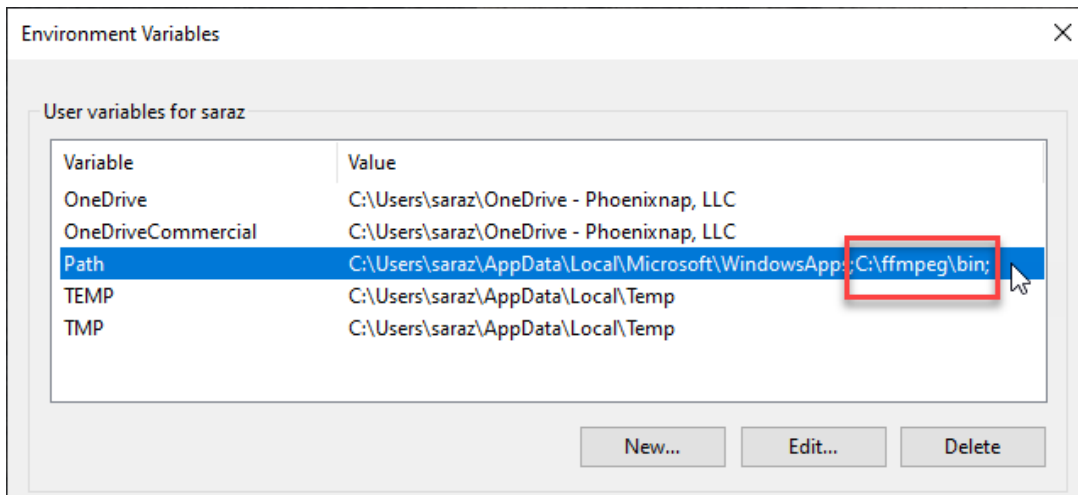 Environment Variables
User variables for saraz
Variable Value
OneDrive C:\Users\saraz\OneDrive - Phoenixnap, LLC
OneDriveCommercial C:\Users\saraz\OneDrive - Phoenixnap, LLC
Path C:\Users\saraz\AppData\Local\Microsoft\WindowsApps;C:\ffmpeg\bin;
TEMP C:\Users\saraz\AppData\Local\Temp
TMP C:\Users\saraz\AppData\Local\Temp
New... Edit... Delete